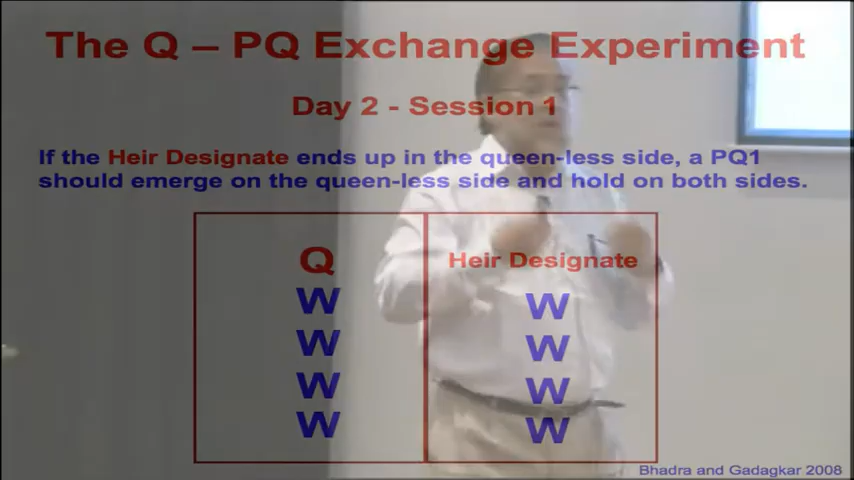 The Q – PQ Exchange Experiment
Day 2 - Session 1
If the Heir Designate ends up in the queen-less side, a PQ1
should emerge on the queen-less side and hold on both sides.
Q Heir Designate
W W
W W
W W
W W
Bhadra and Gadagkar 2008